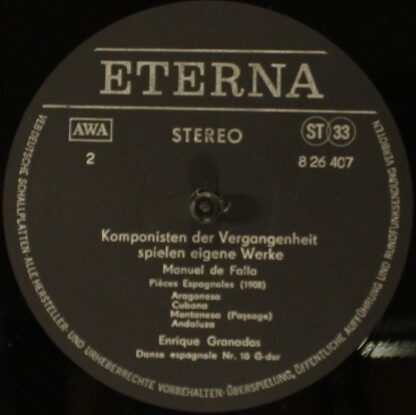 ETERNA
AWA
STEREO
ST 33
2
8 26 407
Komponisten der Vergangenheit
spielen eigene Werke
Manuel de Falla
Pièces Espagnoles (1908)
Aragonesa
Cubana
Montanesa (Paysage)
Andaluza
Enrique Granados
Danse espagnole Nr. 10 G-dur
VEB DEUTSCHE SCHALLPLATTEN · ALLE HERSTELLER- UND URHEBERRECHTE VORBEHALTEN · ÜBERSPIELUNG, ÖFFENTLICHE AUFFÜHRUNG UND RUNDFUNKSENDUNG VERBOTEN